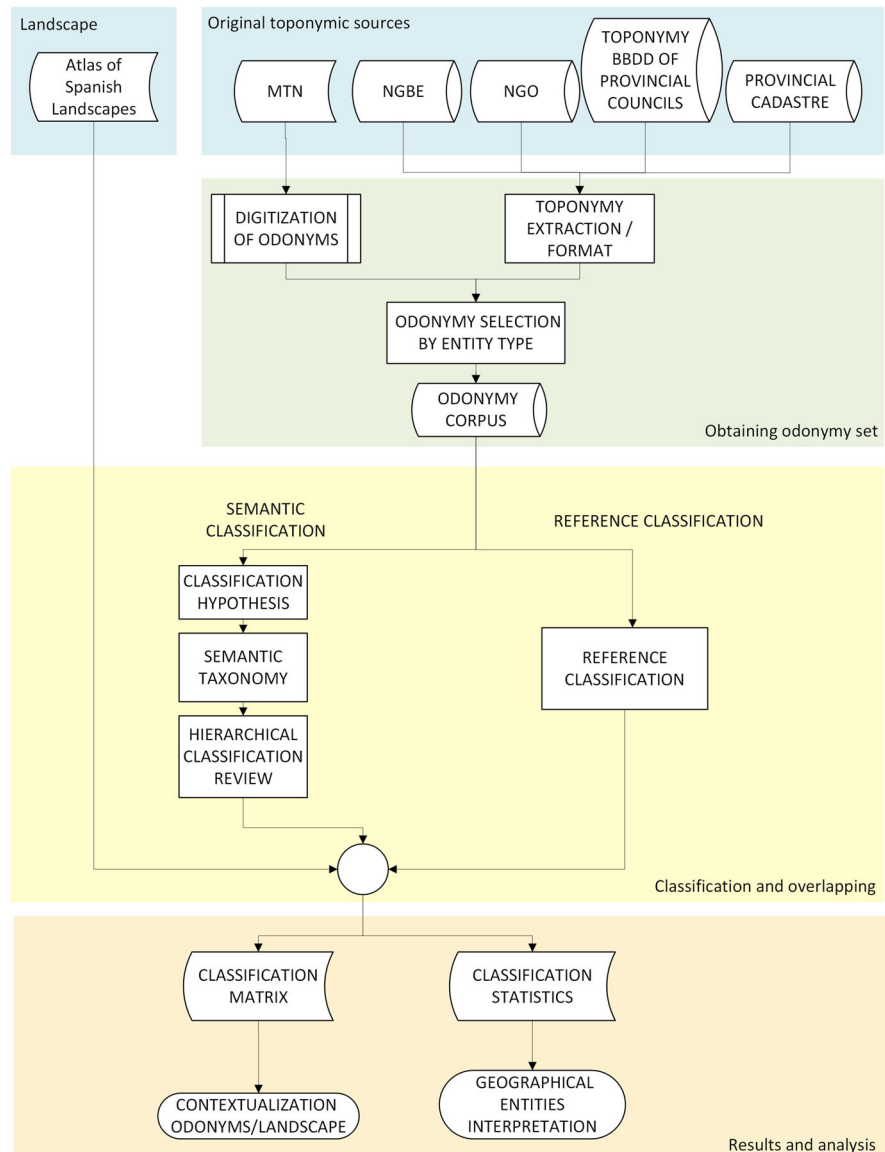 Landscape
Atlas of
Spanish
Landscapes
Original toponymic sources
MTN
NGBE
NGO
TOPONYMY
BBDD OF
PROVINCIAL
COUNCILS
PROVINCIAL
CADASTRE
DIGITIZATION
OF ODONYMS
TOPONYMY
EXTRACTION /
FORMAT
ODONYMY SELECTION
BY ENTITY TYPE
ODONYMY
CORPUS
Obtaining odonymy set
SEMANTIC
CLASSIFICATION
REFERENCE CLASSIFICATION
CLASSIFICATION
HYPOTHESIS
SEMANTIC
TAXONOMY
HIERARCHICAL
CLASSIFICATION
REVIEW
REFERENCE
CLASSIFICATION
Classification and overlapping
CLASSIFICATION
MATRIX
CLASSIFICATION
STATISTICS
CONTEXTUALIZATION
ODONYMS/LANDSCAPE
GEOGRAPHICAL
ENTITIES
INTERPRETATION
Results and analysis